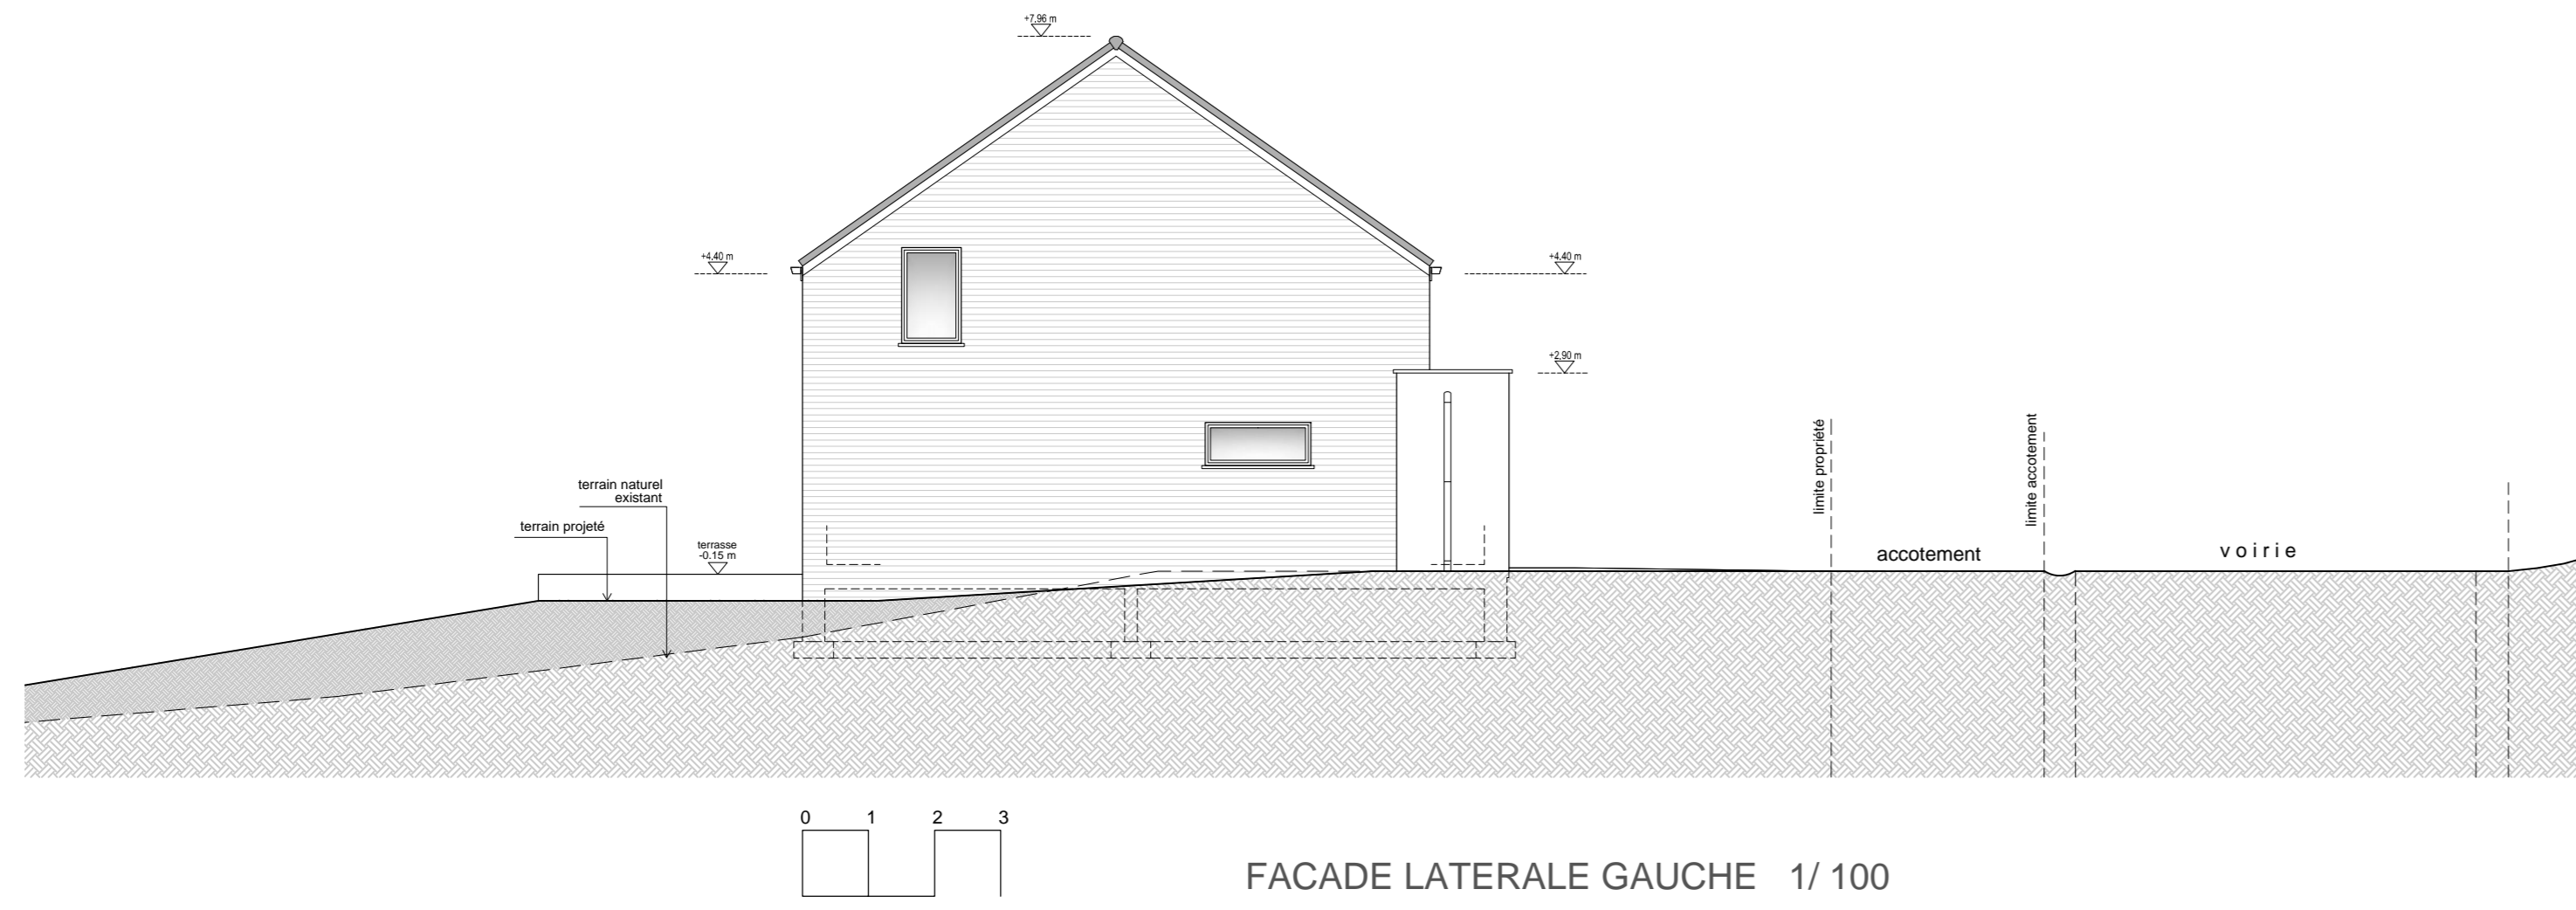 +7,96 m
+4,40 m
+4,40 m
+2,90 m
limite propriété
limite accotement
terrain naturel
existant
terrain projeté
terrasse
-0.15 m
accotement
voirie
0 1 2 3
FACADE LATERALE GAUCHE 1/ 100